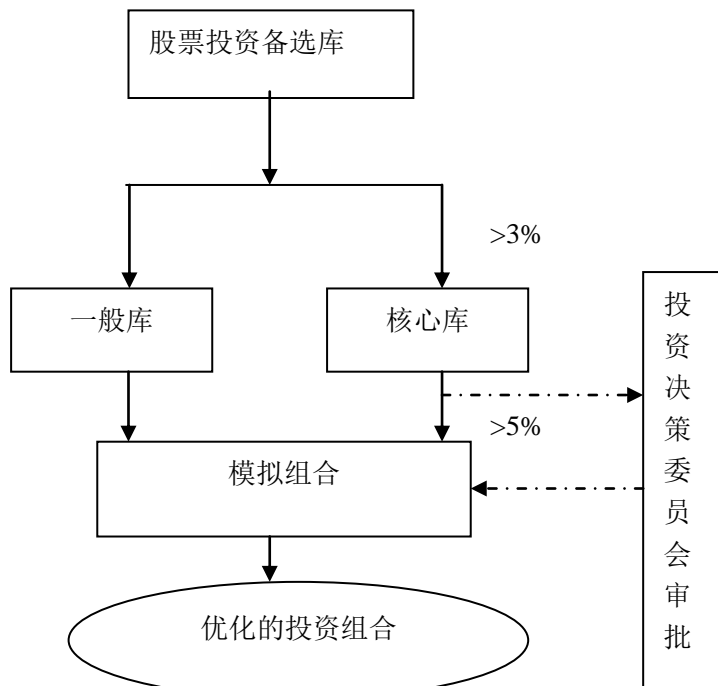 股票投资备选库
>3%
一般库
核心库
投资决策委员会审批
>5%
模拟组合
优化的投资组合